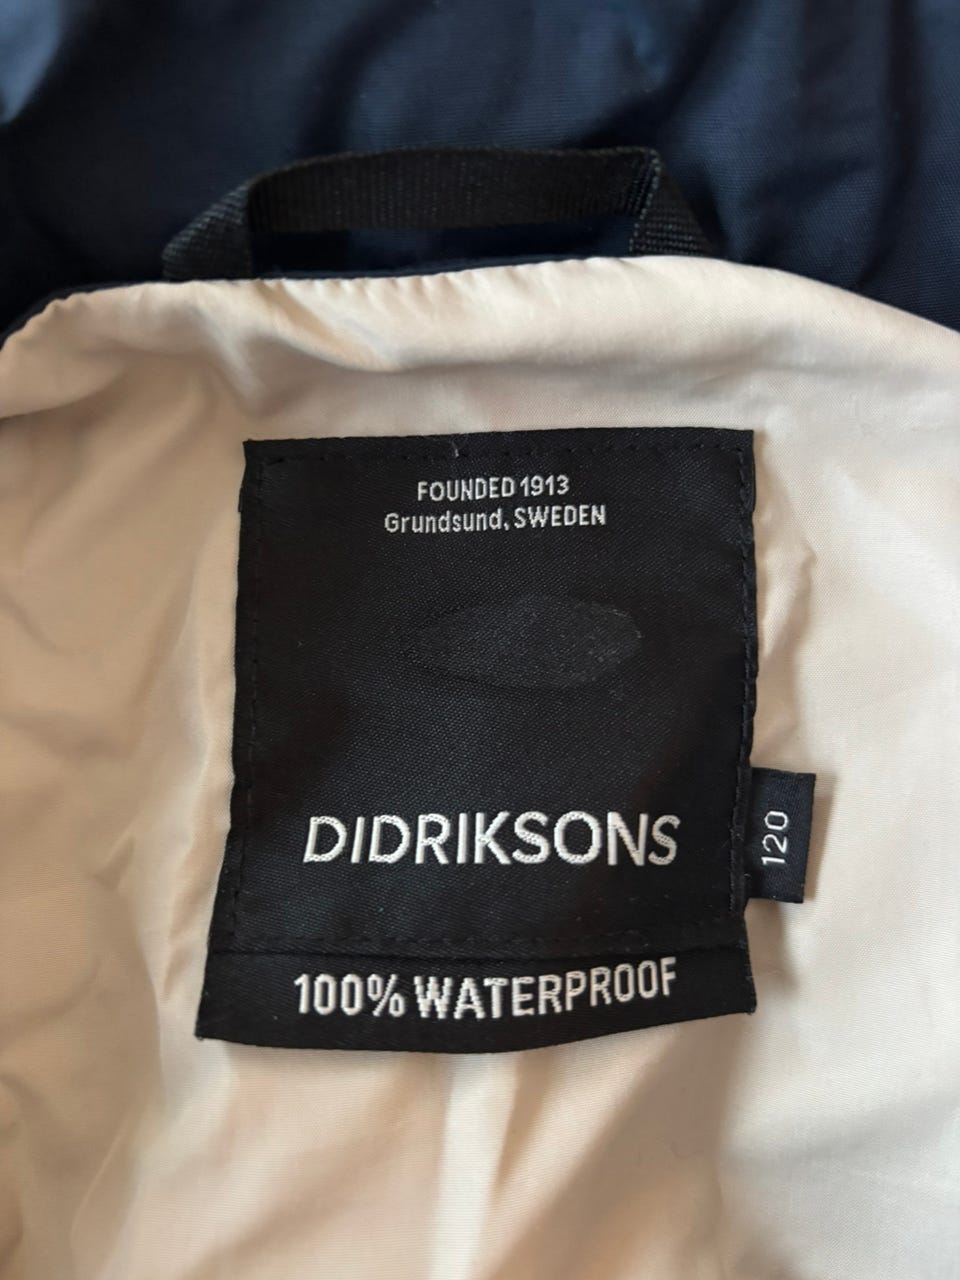 FOUNDED 1913
Grundsund, SWEDEN
DIDRIKSONS
120
100% WATERPROOF